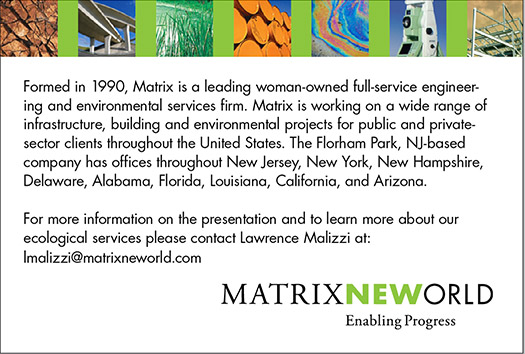 Formed in 1990, Matrix is a leading woman-owned full-service engineer-
ing and environmental services firm. Matrix is working on a wide range of
infrastructure, building and environmental projects for public and private-
sector clients throughout the United States. The Florham Park, NJ-based
company has offices throughout New Jersey, New York, New Hampshire,
Delaware, Alabama, Florida, Louisiana, California, and Arizona.
For more information on the presentation and to learn more about our
ecological services please contact Lawrence Malizzi at:
lmalizzi@matrixneworld.com
MATRIXNEWORLD
Enabling Progress